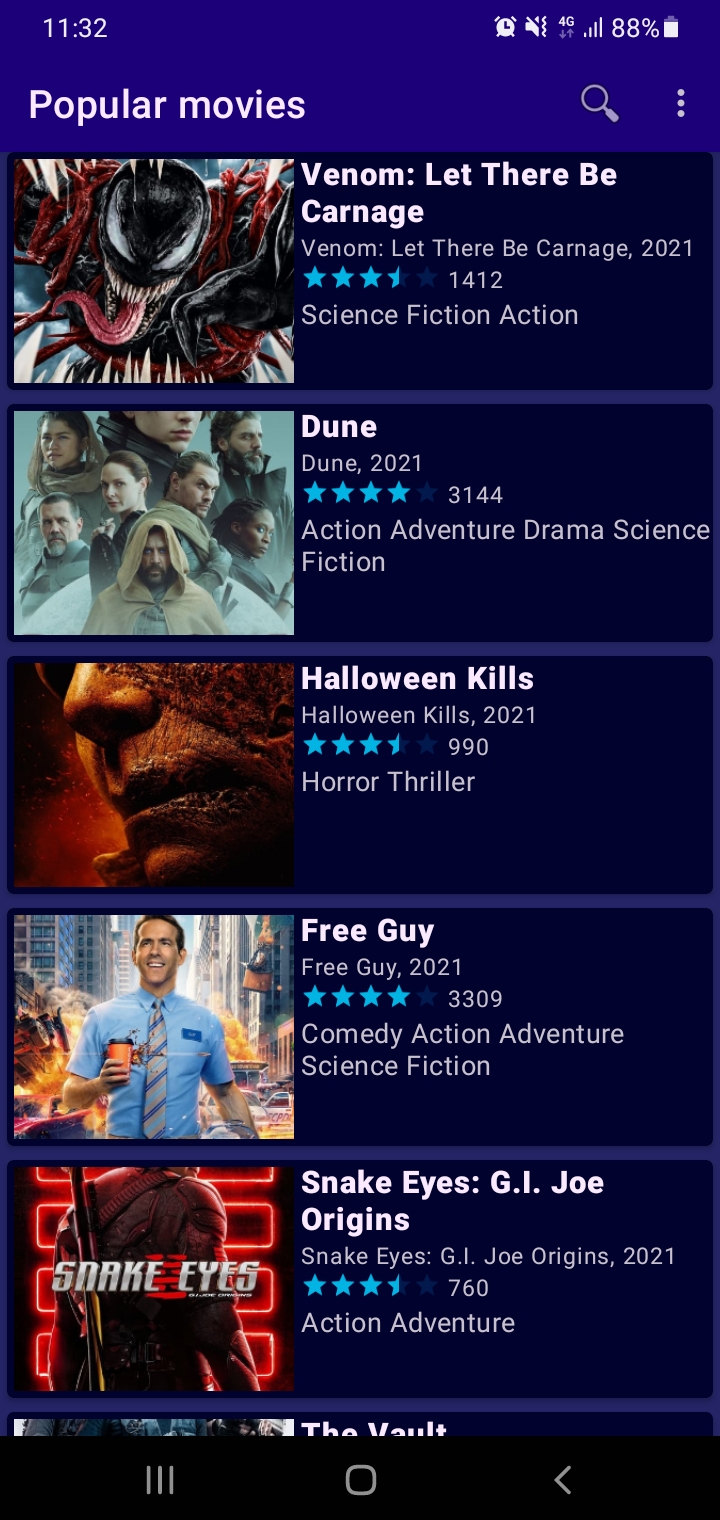 11:32
4G
88%
Popular movies
Venom: Let There Be
Carnage
Venom: Let There Be Carnage, 2021
1412
Science Fiction Action
Dune
Dune, 2021
3144
Action Adventure Drama Science
Fiction
Halloween Kills
Halloween Kills, 2021
990
Horror Thriller
Free Guy
Free Guy, 2021
3309
Comedy Action Adventure
Science Fiction
SNAKE EYES
G.I. JOE ORIGINS
Snake Eyes: G.I. Joe
Origins
Snake Eyes: G.I. Joe Origins, 2021
760
Action Adventure
The Vault